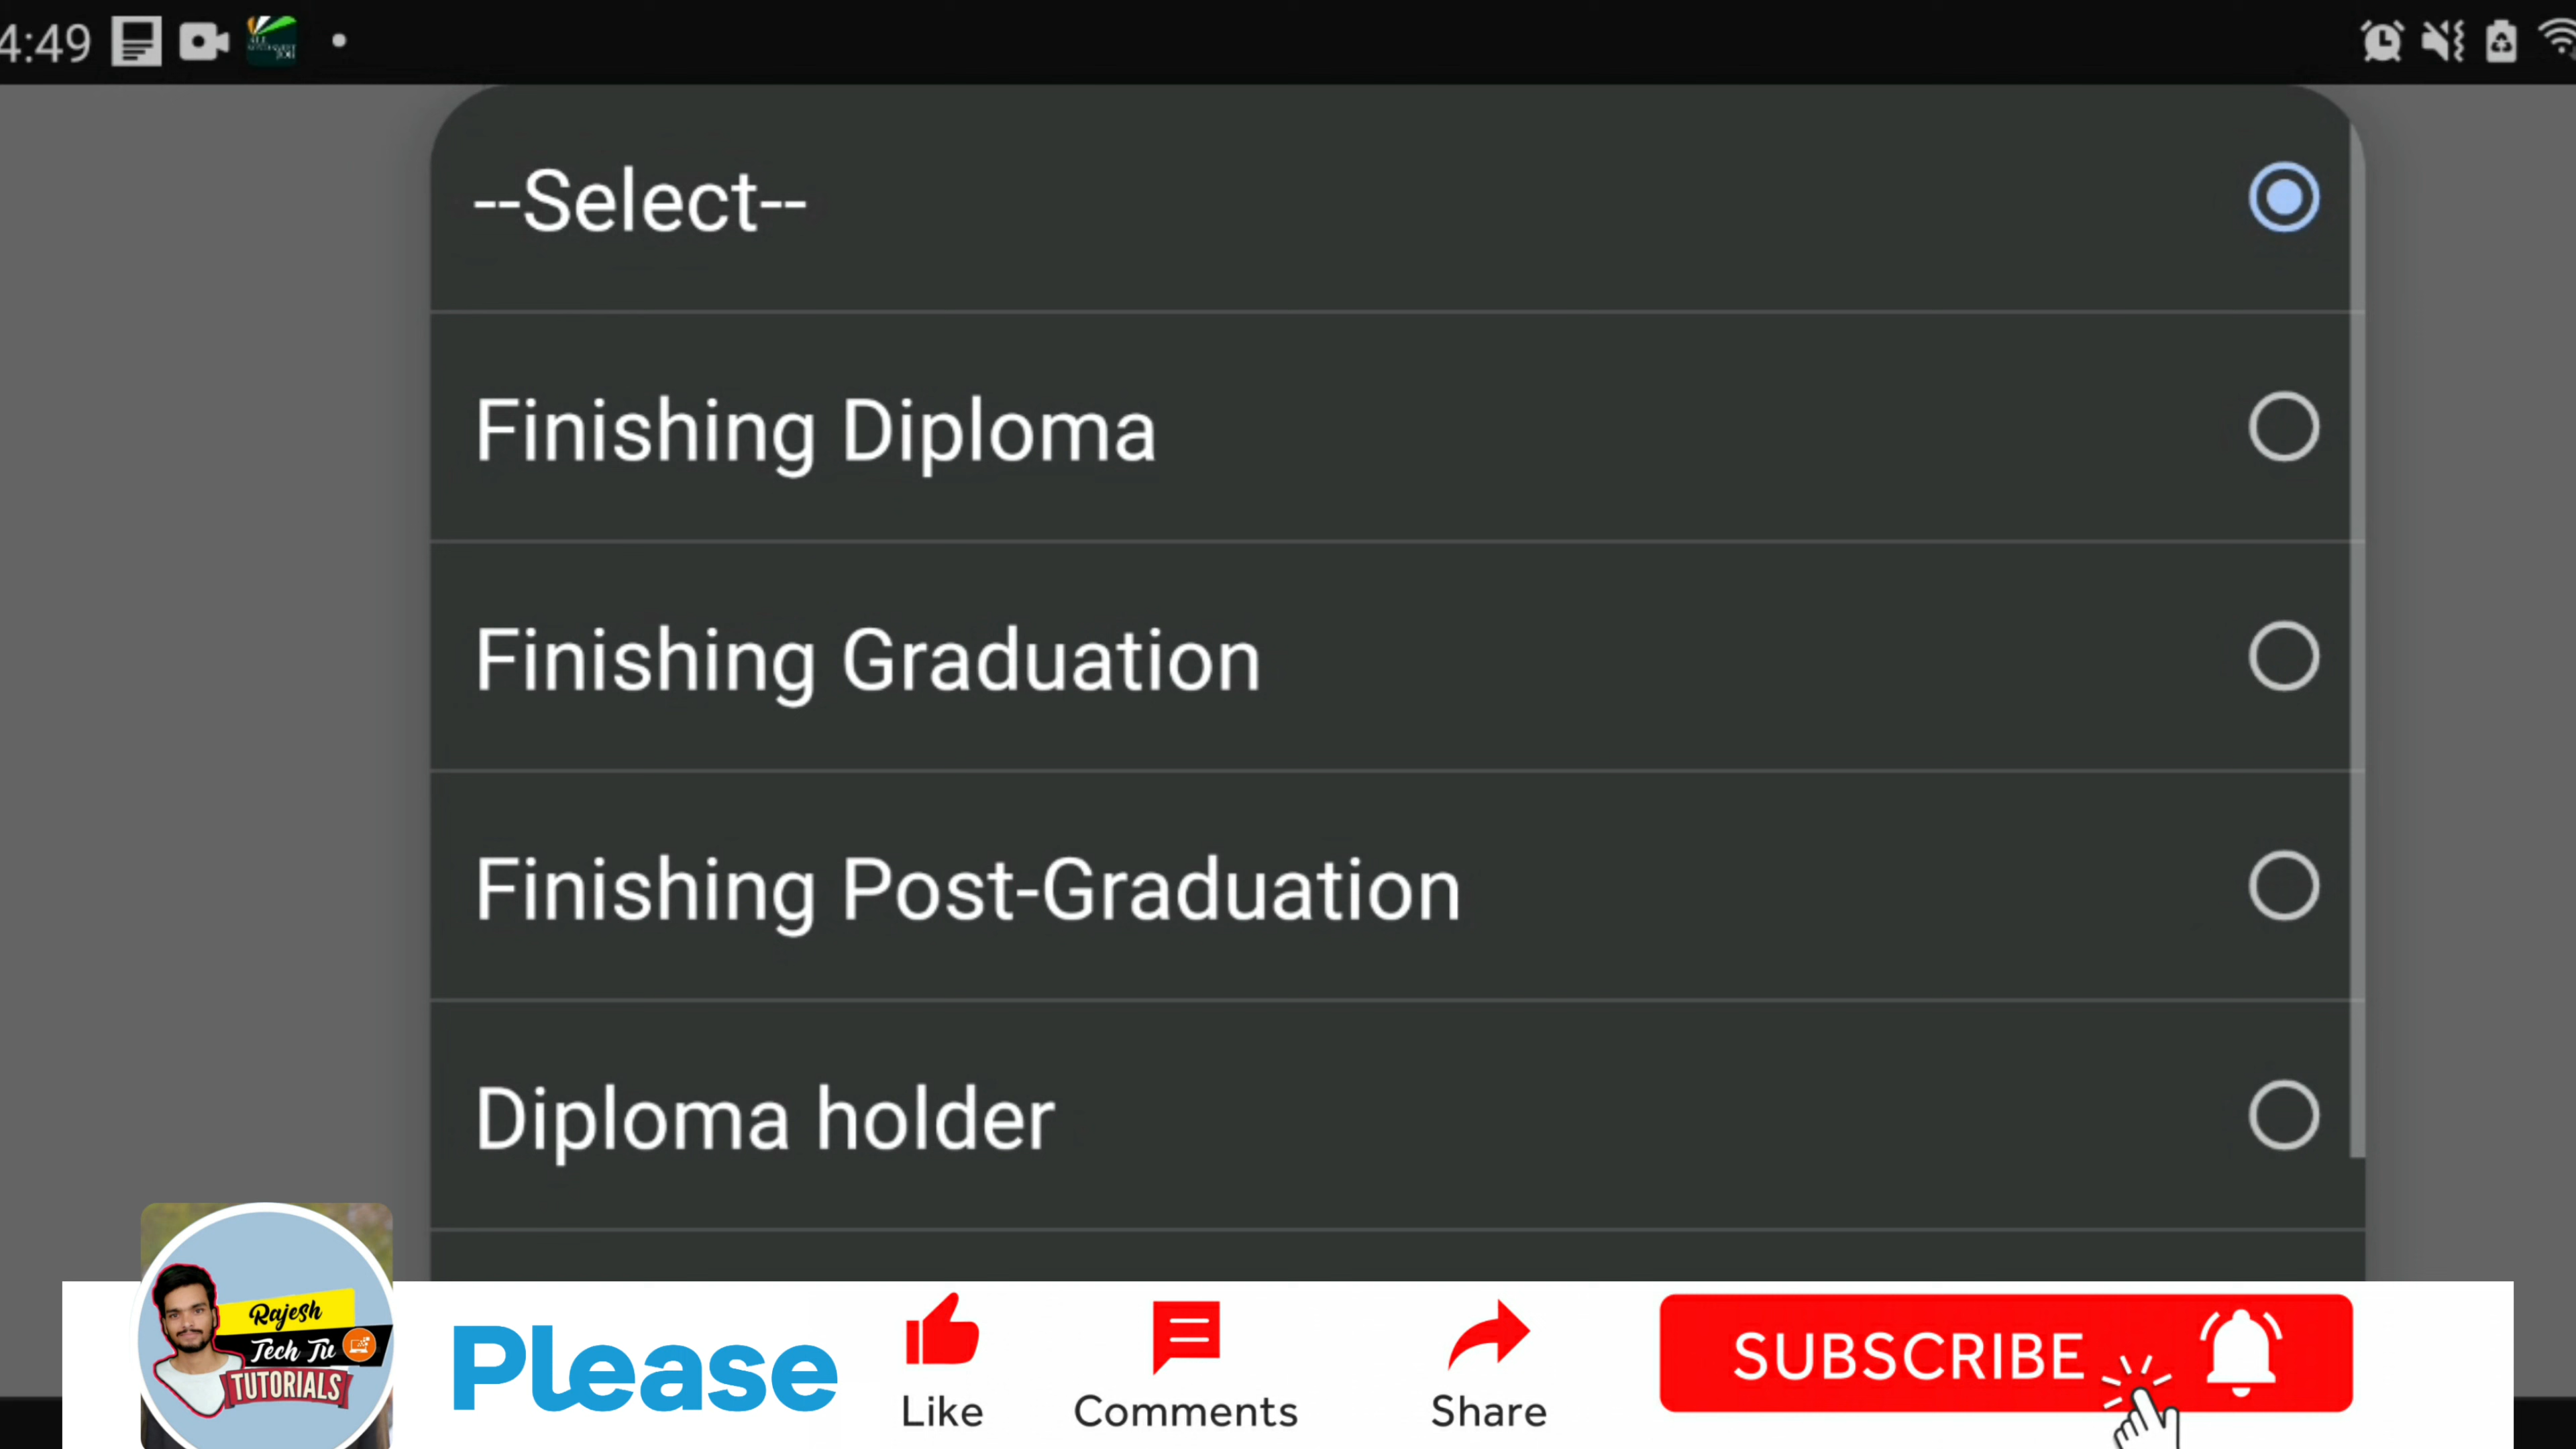 4:49
--Select--
Finishing Diploma
Finishing Graduation
Finishing Post-Graduation
Diploma holder
Rajesh
Tech Tu
TUTORIALS
Please
Like
Comments
Share
SUBSCRIBE